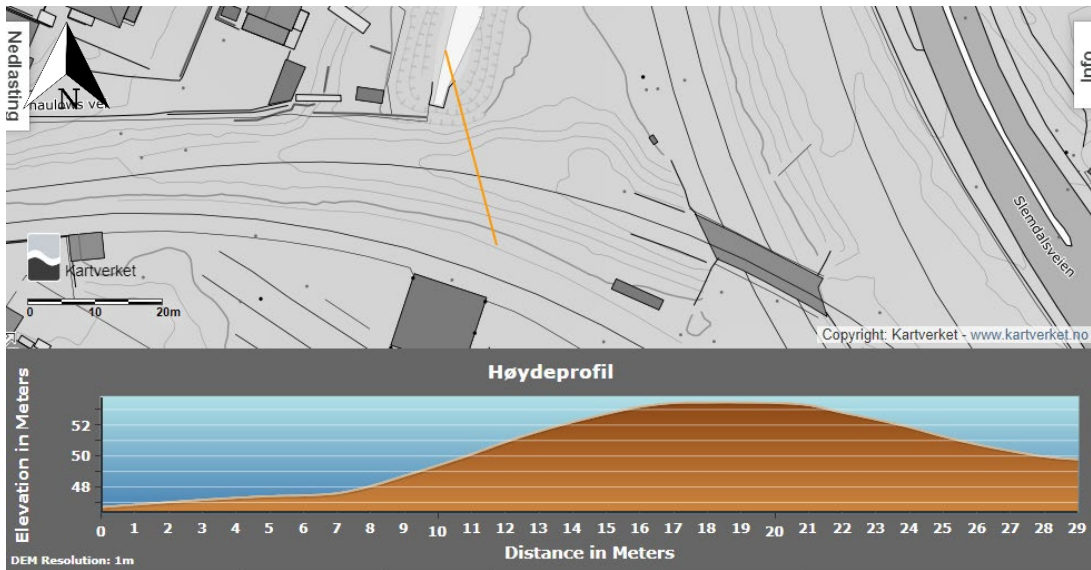 Nedlasting
Info
N
naulows vei
Slemdalsveien
Kartverket
0 10 20m
Copyright: Kartverket - www.kartverket.no
Høydeprofil
Elevation in Meters
52
50
48
0 1 2 3 4 5 6 7 8 9 10 11 12 13 14 15 16 17 18 19 20 21 22 23 24 25 26 27 28 29
Distance in Meters
DEM Resolution: 1m